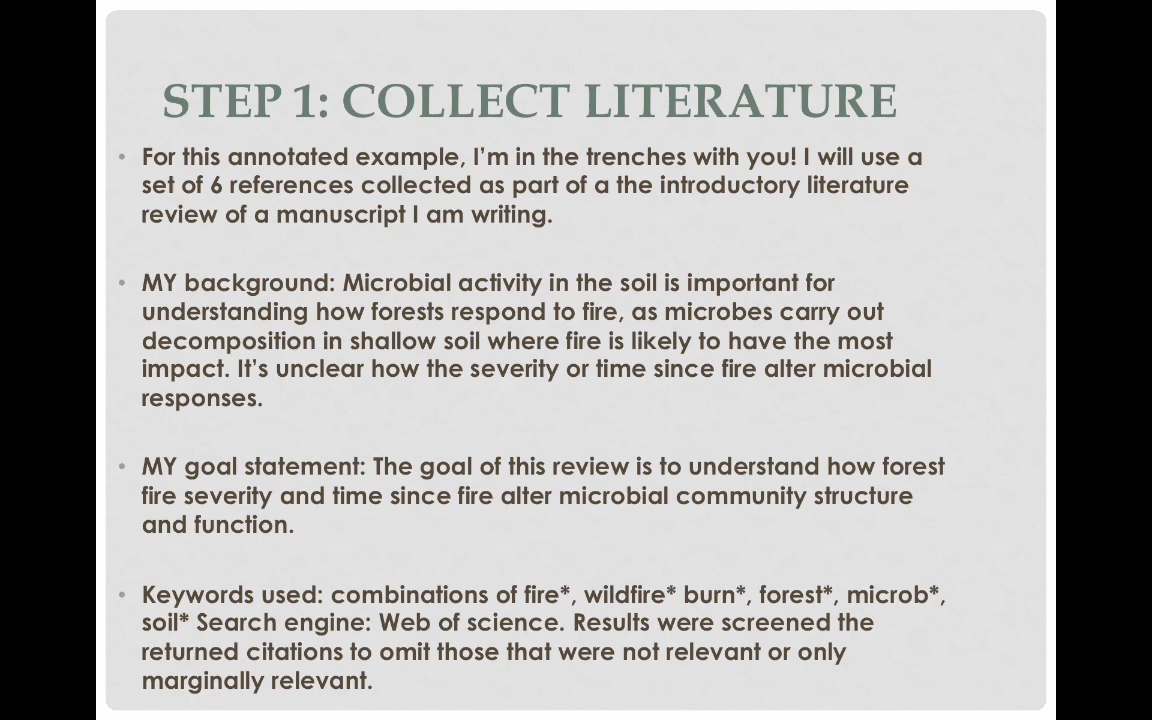 STEP 1: COLLECT LITERATURE
• For this annotated example, I'm in the trenches with you! I will use a
set of 6 references collected as part of a the introductory literature
review of a manuscript I am writing.
• MY background: Microbial activity in the soil is important for
understanding how forests respond to fire, as microbes carry out
decomposition in shallow soil where fire is likely to have the most
impact. It's unclear how the severity or time since fire alter microbial
responses.
• MY goal statement: The goal of this review is to understand how forest
fire severity and time since fire alter microbial community structure
and function.
• Keywords used: combinations of fire*, wildfire* burn*, forest*, microb*,
soil* Search engine: Web of science. Results were screened the
returned citations to omit those that were not relevant or only
marginally relevant.